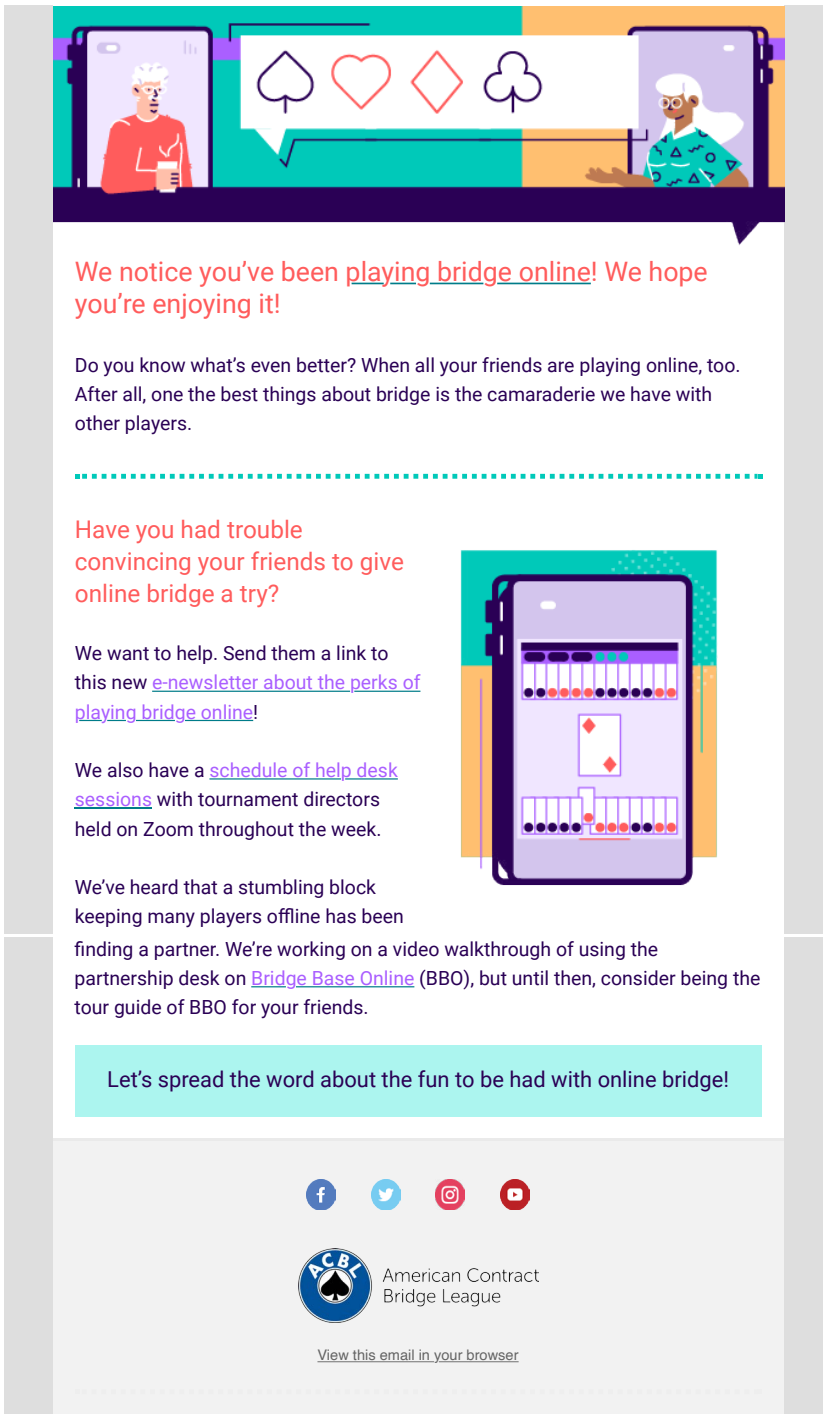 We notice you've been playing bridge online! We hope
you're enjoying it!
Do you know what's even better? When all your friends are playing online, too.
After all, one the best things about bridge is the camaraderie we have with
other players.
Have you had trouble
convincing your friends to give
online bridge a try?
We want to help. Send them a link to
this new e-newsletter about the perks of
playing bridge online!
We also have a schedule of help desk
sessions with tournament directors
held on Zoom throughout the week.
We've heard that a stumbling block
keeping many players offline has been
finding a partner. We're working on a video walkthrough of using the
partnership desk on Bridge Base Online (BBO), but until then, consider being the
tour guide of BBO for your friends.
Let's spread the word about the fun to be had with online bridge!
ACBL
American Contract
Bridge League
View this email in your browser